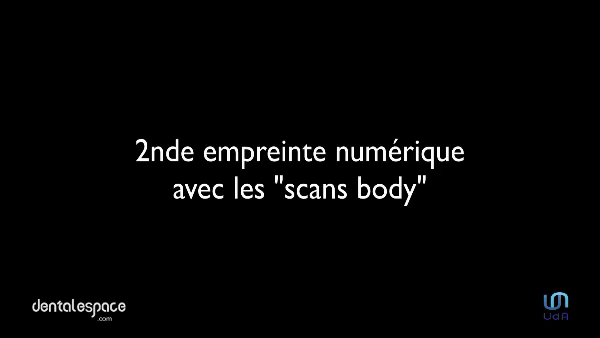 2nde empreinte numérique
avec les "scans body"
dentalespace
.com
UdA